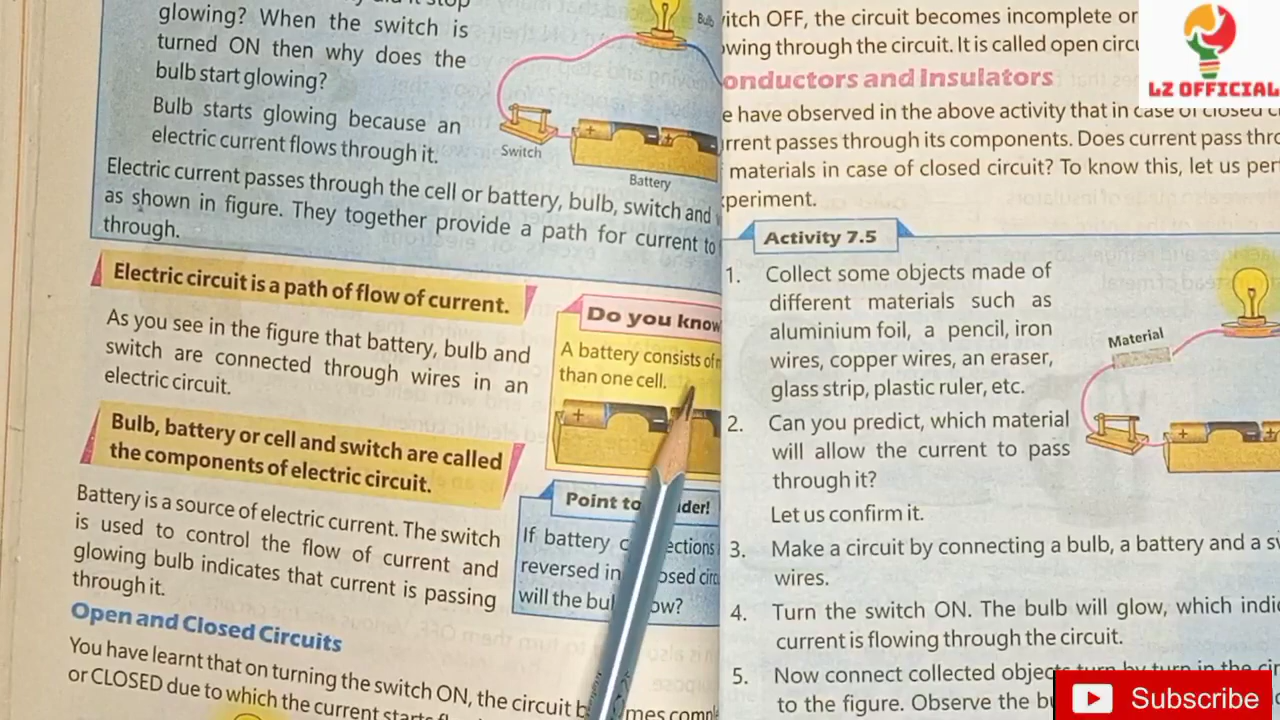 stop
glowing? When the switch is
turned ON then why does the
bulb start glowing?
Bulb starts glowing because an
electric current flows through it.
Bulb
Switch
+
+
Battery
Electric current passes through the cell or battery, bulb, switch and
as shown in figure. They together provide a path for current to
through.
Electric circuit is a path of flow of current.
As you see in the figure that battery, bulb and
switch are connected through wires in an
electric circuit.
Do you know
A battery consists of
than one cell.
+
Bulb, battery or cell and switch are called
the components of electric circuit.
Battery is a source of electric current. The switch
is used to control the flow of current and
glowing bulb indicates that current is passing
through it.
Point to
If battery
reversed in
will the
Open and Closed Circuits
You have learnt that on turning the switch ON, the circuit
or CLOSED due to which the current
itch OFF, the circuit becomes incomplete or
wing through the circuit. It is called open
onductors and Insulators
e have observed in the above activity that in case of closed
rrent passes through its components. Does current pass
materials in case of closed circuit? To know this, let us
periment.
Activity 7.5
1. Collect some objects made of
different materials such as
aluminium foil, a pencil, iron
wires, copper wires, an eraser,
glass strip, plastic ruler, etc.
2. Can you predict, which material
will allow the current to pass
through it?
Let us confirm it.
Material
+
+
3. Make a circuit by connecting a bulb, a battery and a
wires.
4. Turn the switch ON. The bulb will glow, which
current is flowing through the circuit.
5. Now connect collected objects turn by turn in the
to the figure. Observe the
LZ OFFICIAL
Subscribe